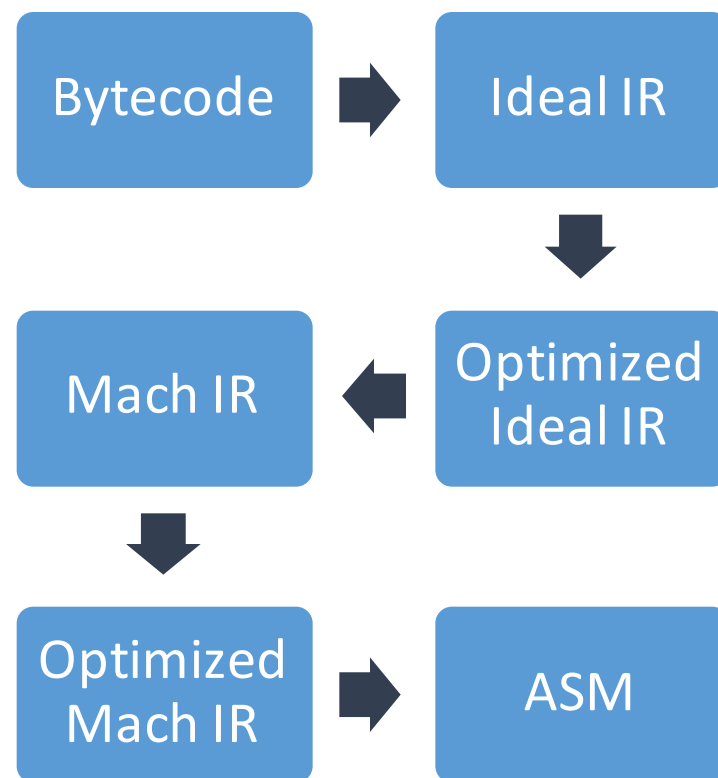 Bytecode
Ideal IR
Optimized
Ideal IR
Mach IR
Optimized
Mach IR
ASM